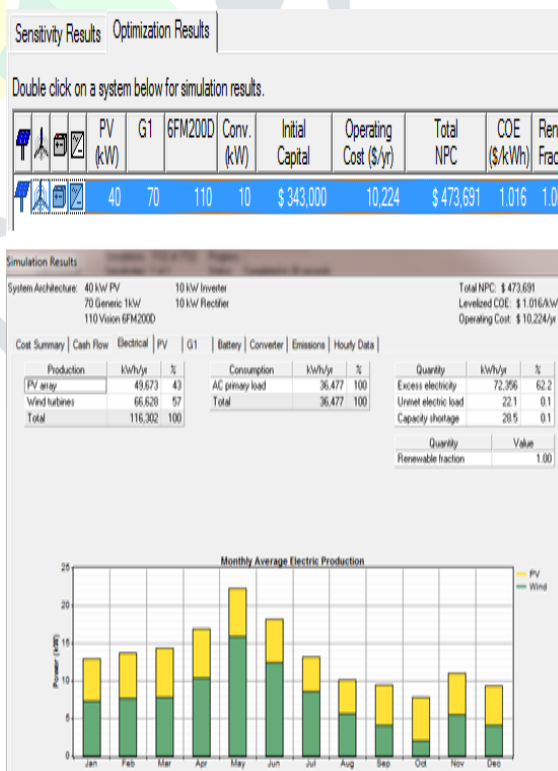 Sensitivity Results Optimization Results
Double click on a system below for simulation results.
PV (kW) G1 6FM200D Conv. (kW) Initial Capital Operating Cost ($/yr) Total NPC COE ($/kWh) Ren Frac
40 70 110 10 $ 343,000 10,224 $ 473,691 1.016 1.0
Simulation Results
System Architecture: 40 kW PV 10 kW Inverter Total NPC: $ 473,691
70 Generic 1kW 10 kW Rectifier Levelized COE: $ 1.016/kW
110 Vision 6FM200D Operating Cost: $ 10,224/yr
Cost Summary Cash Flow Electrical PV G1 Battery Converter Emissions Hourly Data
Production kWh/yr % Consumption kWh/yr % Quantity kWh/yr %
PV array 49,673 43 AC primary load 36,477 100 Excess electricity 72,356 62.2
Wind turbines 66,628 57 Total 36,477 100 Unmet electric load 22.1 0.1
Total 116,302 100 Capacity shortage 28.5 0.1
Quantity Value
Renewable fraction 1.00
Monthly Average Electric Production
PV
Wind
Power (kW)
25
20
15
10
5
0
Jan Feb Mar Apr May Jun Jul Aug Sep Oct Nov Dec